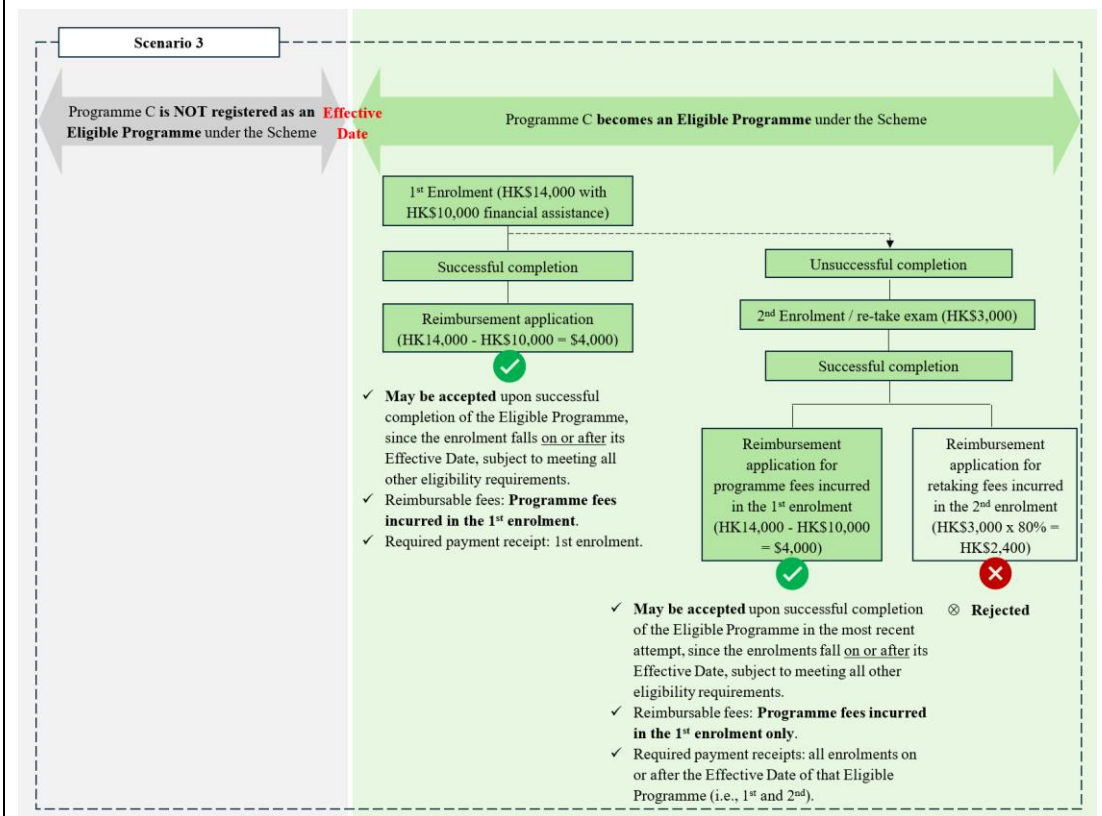 Scenario 3
Programme C is NOT registered as an
Eligible Programme under the Scheme
Effective
Date
Programme C becomes an Eligible Programme under the Scheme
1st Enrolment (HK$14,000 with
HK$10,000 financial assistance)
Successful completion
Reimbursement application
(HK14,000 - HK$10,000 = $4,000)
✓ May be accepted upon successful
completion of the Eligible Programme,
since the enrolment falls on or after its
Effective Date, subject to meeting all
other eligibility requirements.
✓ Reimbursable fees: Programme fees
incurred in the 1st enrolment.
✓ Required payment receipt: 1st enrolment.
Unsuccessful completion
2nd Enrolment / re-take exam (HK$3,000)
Successful completion
Reimbursement
application for
programme fees incurred
in the 1st enrolment
(HK14,000 - HK$10,000
= $4,000)
✓ May be accepted upon successful completion
of the Eligible Programme in the most recent
attempt, since the enrolments fall on or after its
Effective Date, subject to meeting all other
eligibility requirements.
✓ Reimbursable fees: Programme fees incurred
in the 1st enrolment only.
✓ Required payment receipts: all enrolments on
or after the Effective Date of that Eligible
Programme (i.e., 1st and 2nd).
Reimbursement
application for
retaking fees incurred
in the 2nd enrolment
(HK$3,000 x 80% =
HK$2,400)
⊗ Rejected